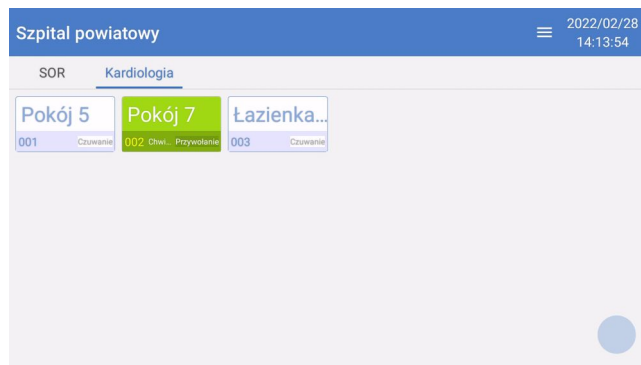 Szpital powiatowy
2022/02/28
14:13:54
SOR Kardiologia
Pokój 5
001 Czuwanie
Pokój 7
002 Chwi... Przywołanie
Łazienka...
003 Czuwanie